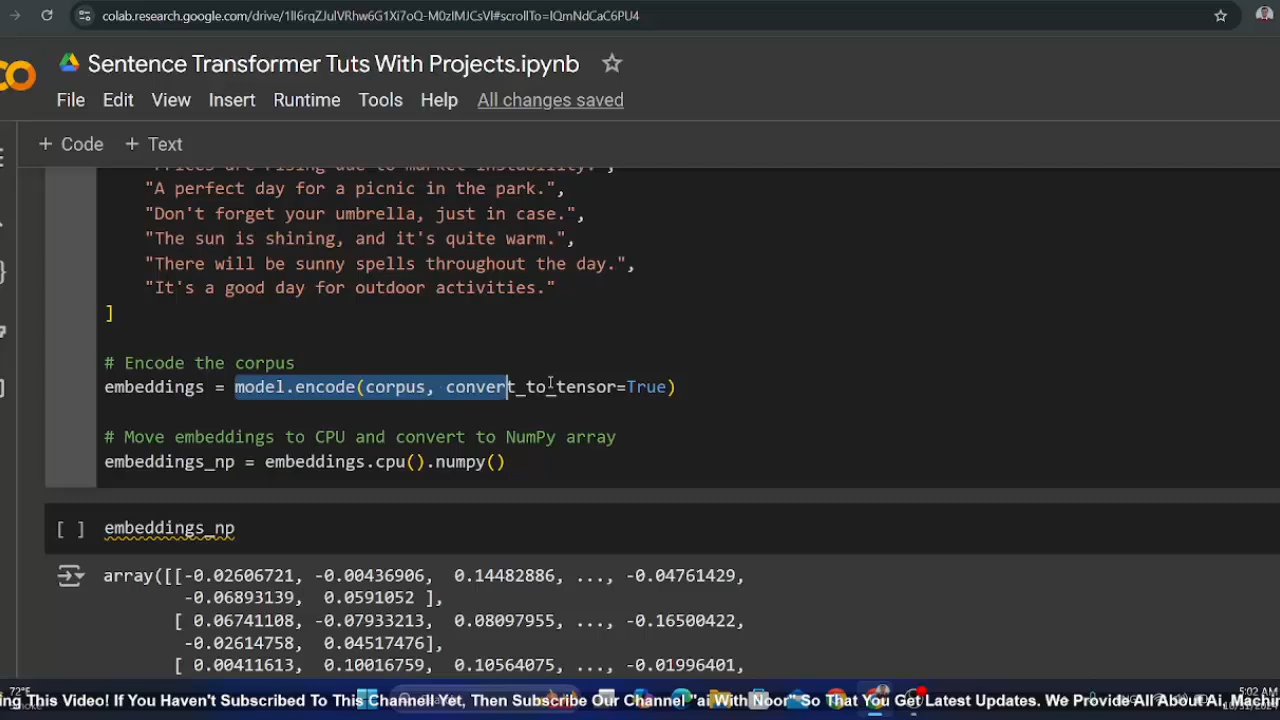 colab.research.google.com/drive/1Il6rqZJulVRhw6G1Xi7oQ-M0zlMJCsVl#scrollTo=IQmNdCaC6PU4
Sentence Transformer Tuts With Projects.ipynb
File Edit View Insert Runtime Tools Help All changes saved
+ Code + Text
"Prices are rising due to market instability.",
"A perfect day for a picnic in the park.",
"Don't forget your umbrella, just in case.",
"The sun is shining, and it's quite warm.",
"There will be sunny spells throughout the day.",
"It's a good day for outdoor activities."
]
# Encode the corpus
embeddings = model.encode(corpus, convert_to_tensor=True)
# Move embeddings to CPU and convert to NumPy array
embeddings_np = embeddings.cpu().numpy()
[ ] embeddings_np
array([[-0.02606721, -0.00436906, 0.14482886, ..., -0.04761429,
-0.06893139, 0.0591052 ],
[ 0.06741108, -0.07933213, 0.08097955, ..., -0.16500422,
-0.02614758, 0.04517476],
[ 0.00411613, 0.10016759, 0.10564075, ..., -0.01996401,
72°F
5:02 AM
ing This Video! If You Haven't Subscribed To This Channell Yet, Then Subscribe Our Channel "ai With Noor" So That You Get Latest Updates. We Provide All About Ai, Machi